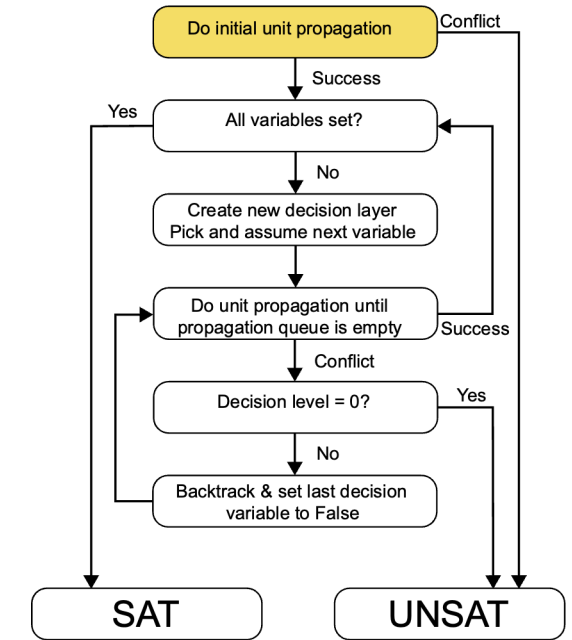 Do initial unit propagation
Conflict
Success
Yes
All variables set?
No
Create new decision layer
Pick and assume next variable
Do unit propagation until
propagation queue is empty
Success
Conflict
Decision level = 0?
Yes
No
Backtrack & set last decision
variable to False
SAT
UNSAT